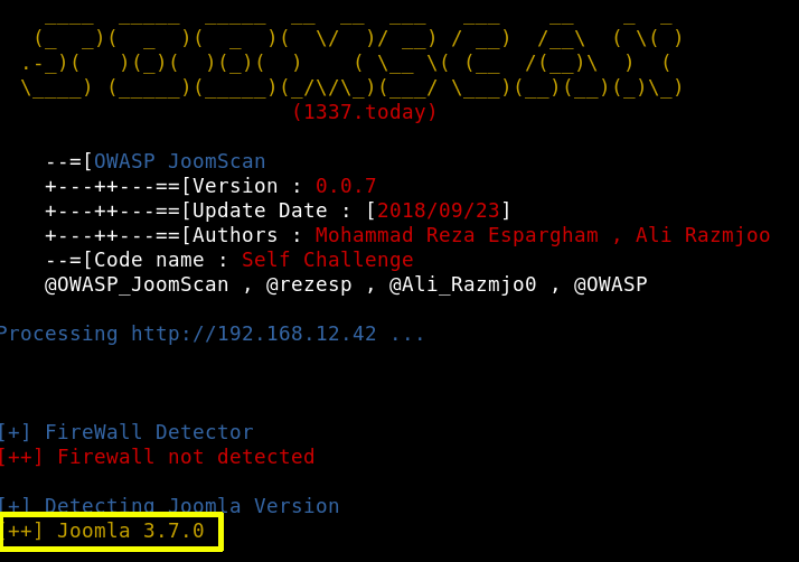 ____  _____  _____  __  __  ___   ___    __    _  _
   (_  _)(  _  )(  _  )(  \/  )/ __) / __)  /__\  ( \( )
  .-_)(   )(_)(  )(_)(  )    ( \__ \( (__  /(__)\  )  (
  \____) (_____)(_____)(_/\/\_)(___/ \___)(__)(__)(_)\_)
(1337.today)
--=[OWASP JoomScan
+---++---==[Version : 0.0.7
+---++---==[Update Date : [2018/09/23]
+---++---==[Authors : Mohammad Reza Espargham , Ali Razmjoo
--=[Code name : Self Challenge
@OWASP_JoomScan , @rezesp , @Ali_Razmjo0 , @OWASP
Processing http://192.168.12.42 ...
[+] FireWall Detector
[++] Firewall not detected
[+] Detecting Joomla Version
[++] Joomla 3.7.0